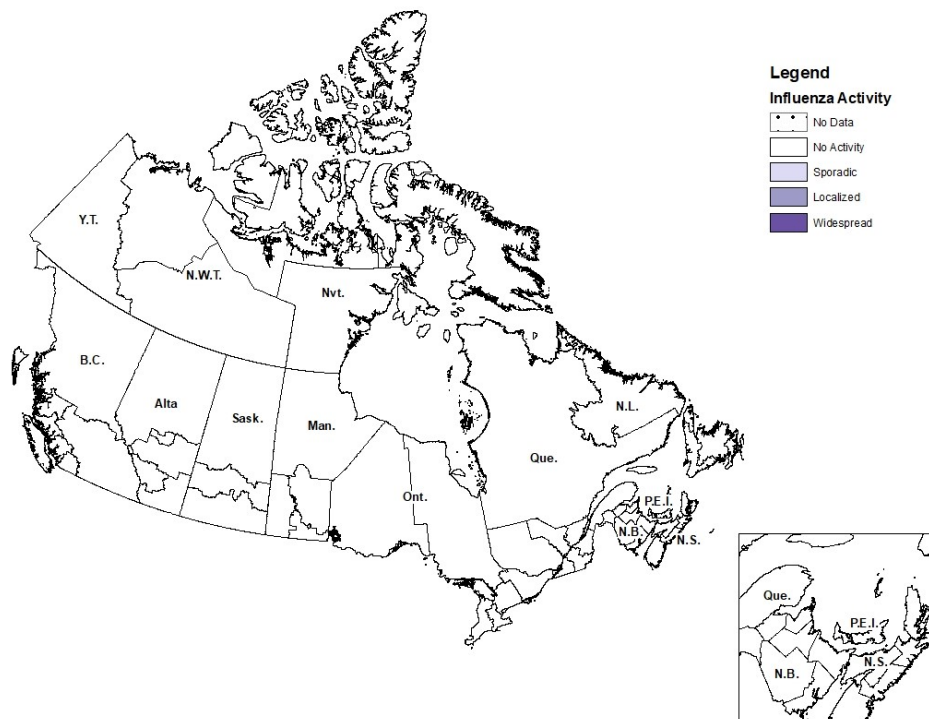 Legend
Influenza Activity
No Data
No Activity
Sporadic
Localized
Widespread
Y.T.
N.W.T.
Nvt.
B.C.
Alta
Sask.
Man.
Ont.
Que.
N.L.
P.E.I.
N.B.
N.S.
Que.
P.E.I.
N.S.
N.B.